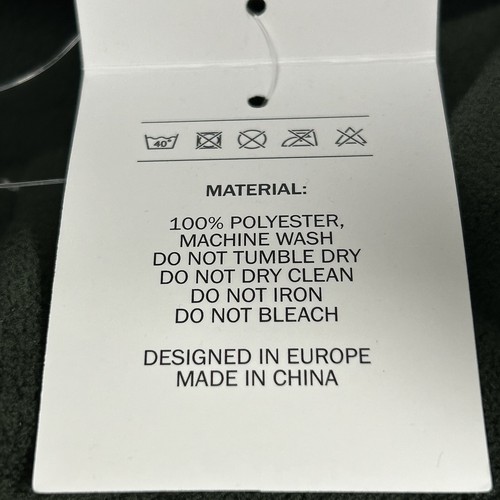 40°
MATERIAL:
100% POLYESTER,
MACHINE WASH
DO NOT TUMBLE DRY
DO NOT DRY CLEAN
DO NOT IRON
DO NOT BLEACH
DESIGNED IN EUROPE
MADE IN CHINA